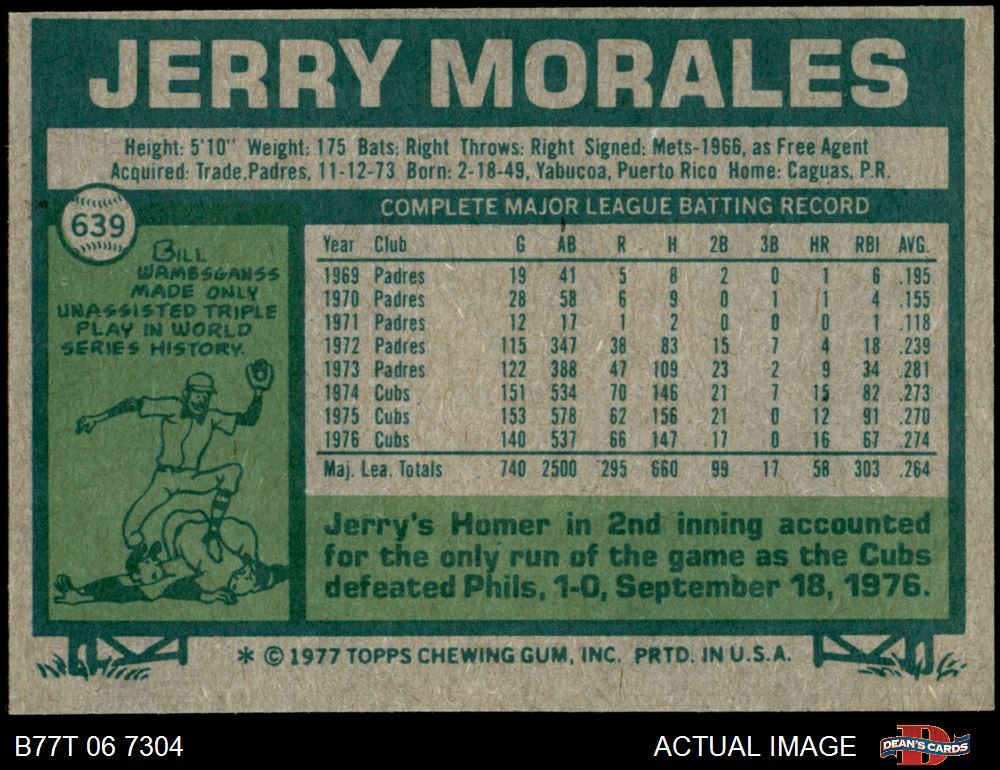 JERRY MORALES
Height: 5'10" Weight: 175 Bats: Right Throws: Right Signed: Mets-1966, as Free Agent
Acquired: Trade,Padres, 11-12-73 Born: 2-18-49, Yabucoa, Puerto Rico Home: Caguas, P.R.
639
BILL
WAMBSGANSS
MADE ONLY
UNASSISTED TRIPLE
PLAY IN WORLD
SERIES HISTORY.
COMPLETE MAJOR LEAGUE BATTING RECORD
Year Club G AB R H 2B 3B HR RBI AVG.
1969 Padres 19 41 5 8 2 0 1 6 .195
1970 Padres 28 58 6 9 0 1 1 4 .155
1971 Padres 12 17 1 2 0 0 0 1 .118
1972 Padres 115 347 38 83 15 7 4 18 .239
1973 Padres 122 388 47 109 23 2 9 34 .281
1974 Cubs 151 534 70 146 21 7 15 82 .273
1975 Cubs 153 578 62 156 21 0 12 91 .270
1976 Cubs 140 537 66 147 17 0 16 67 .274
Maj. Lea. Totals 740 2500 295 660 99 17 58 303 .264
Jerry's Homer in 2nd inning accounted
for the only run of the game as the Cubs
defeated Phils, 1-0, September 18, 1976.
* © 1977 TOPPS CHEWING GUM, INC. PRTD. IN U.S.A.
B77T 06 7304
ACTUAL IMAGE
D
DEAN'S CARDS